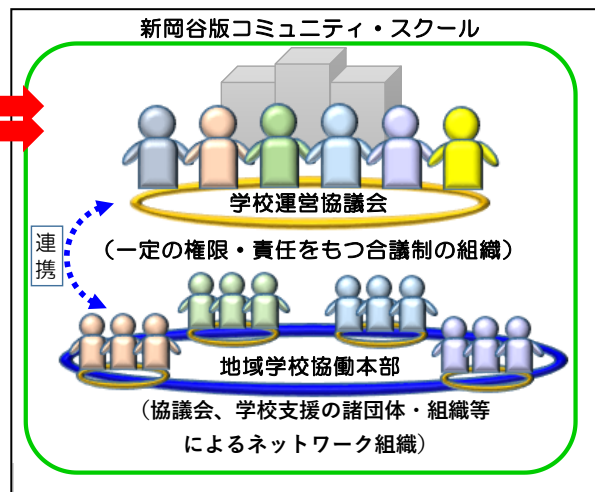 新岡谷版コミュニティ・スクール
学校運営協議会
（一定の権限・責任をもつ合議制の組織）
連携
地域学校協働本部
（協議会、学校支援の諸団体・組織等
によるネットワーク組織）